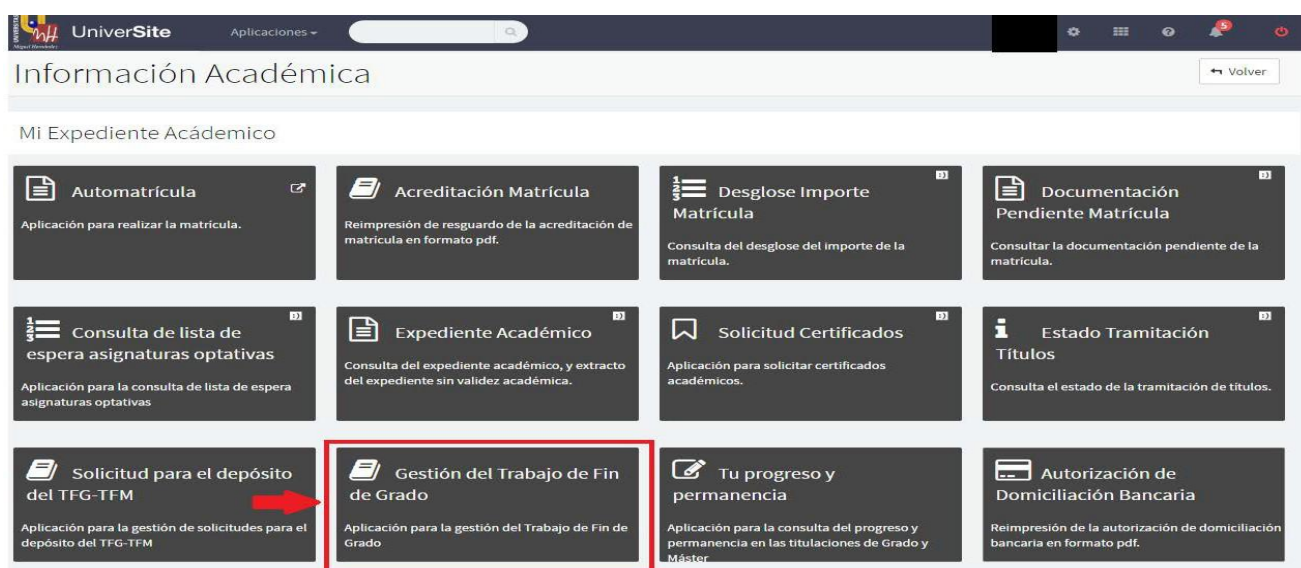 UNIVERSITAS
Miguel Hernández
UniverSite
Aplicaciones
5
Información Académica
Volver
Mi Expediente Acádemico
Automatrícula
Aplicación para realizar la matrícula.
Acreditación Matrícula
Reimpresión de resguardo de la acreditación de
matrícula en formato pdf.
Desglose Importe
Matrícula
Consulta del desglose del importe de la
matrícula.
Documentación
Pendiente Matrícula
Consultar la documentación pendiente de la
matrícula.
Consulta de lista de
espera asignaturas optativas
Aplicación para la consulta de lista de espera
asignaturas optativas
Expediente Académico
Consulta del expediente académico, y extracto
del expediente sin validez académica.
Solicitud Certificados
Aplicación para solicitar certificados
académicos.
Estado Tramitación
Títulos
Consulta el estado de la tramitación de títulos.
Solicitud para el depósito
del TFG-TFM
Aplicación para la gestión de solicitudes para el
depósito del TFG-TFM
Gestión del Trabajo de Fin
de Grado
Aplicación para la gestión del Trabajo de Fin de
Grado
Tu progreso y
permanencia
Aplicación para la consulta del progreso y
permanencia en las titulaciones de Grado y
Máster
Autorización de
Domiciliación Bancaria
Reimpresión de la autorización de domiciliación
bancaria en formato pdf.